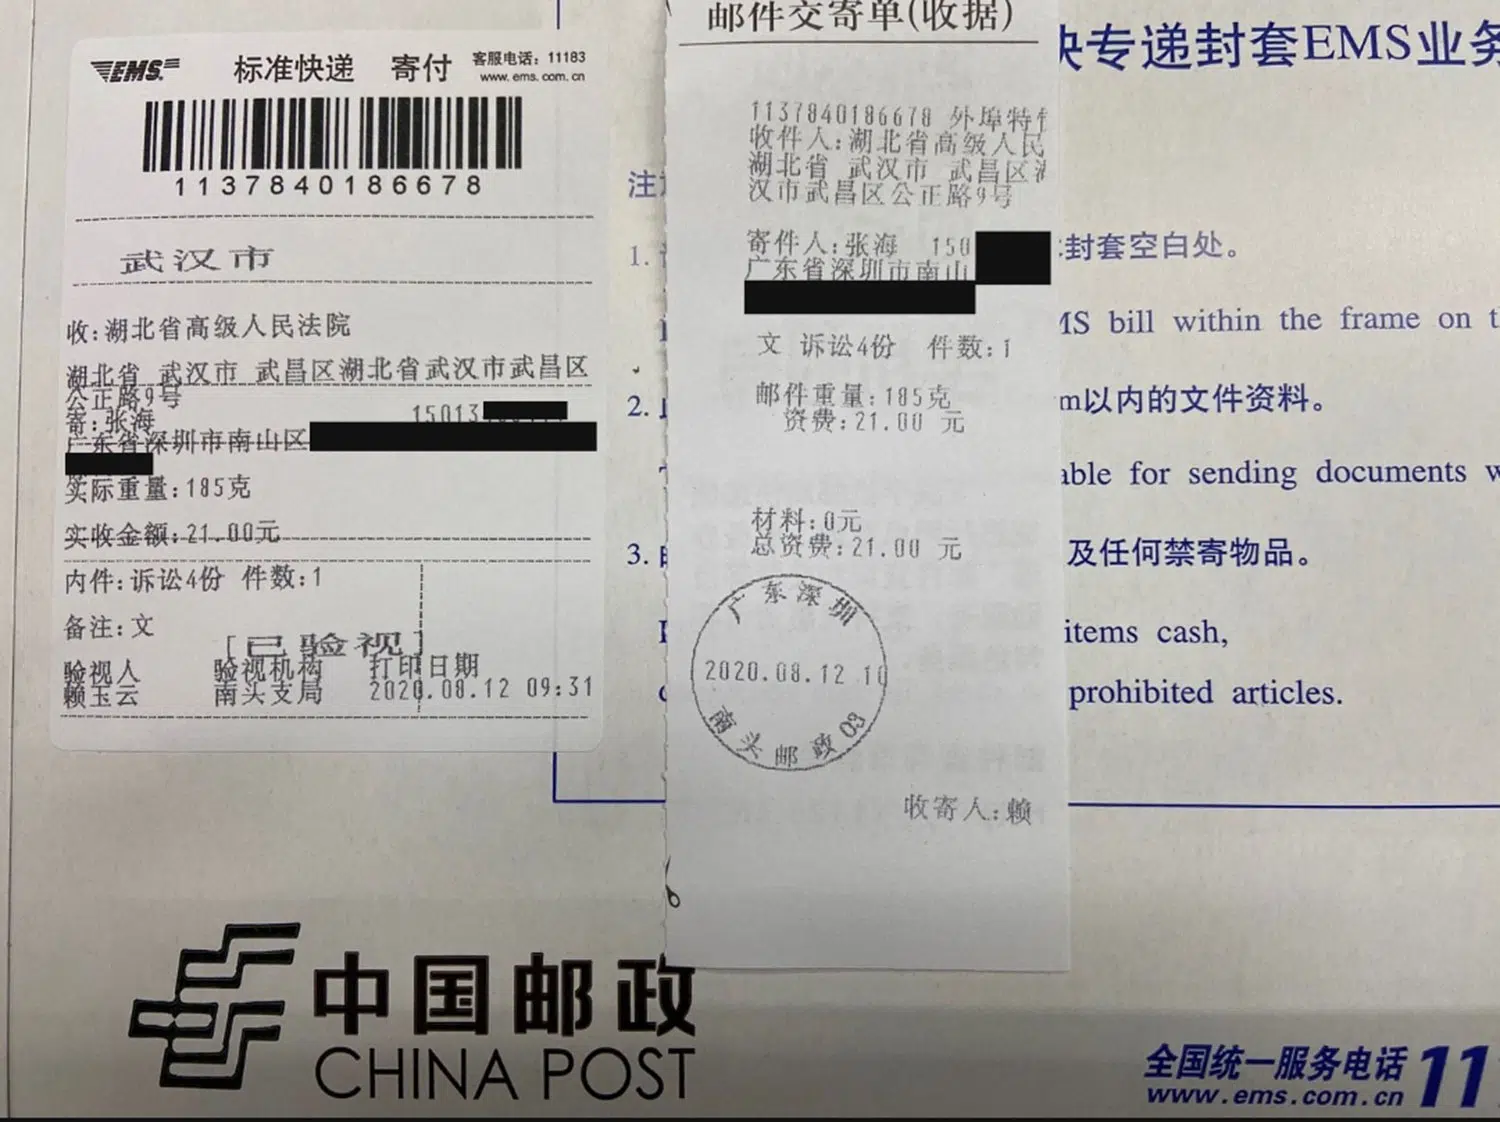 EMS 标准快递 寄付 客服电话：11183
www.ems.com.cn
1137840186678
武汉市
收：湖北省高级人民法院
湖北省 武汉市 武昌区湖北省武汉市武昌区
公正路9号
寄：张海 15013
广东省深圳市南山区
实际重量：185克
实收金额：21.00元
内件：诉讼4份 件数：1
备注：文
[已验视]
验视人 验视机构 打印日期
赖玉云 南头支局 2020.08.12 09:31
邮件交寄单(收据)
1137840186678 外埠特
收件人：湖北省高级人民
湖北省 武汉市 武昌区
汉市武昌区公正路9号
寄件人：张海 150
广东省深圳市南山
文 诉讼4份 件数：1
邮件重量：185克
资费：21.00 元
材料：0元
总资费：21.00 元
广东深圳
2020.08.12 10
南头邮政03
收寄人：赖
专递封套EMS业务
注
1.
封套空白处。
MS bill within the frame on
2.
m以内的文件资料。
able for sending documents
3.
及任何禁寄物品。
items cash,
prohibited articles.
中国邮政
CHINA POST
全国统一服务电话 11
www.ems.com.cn